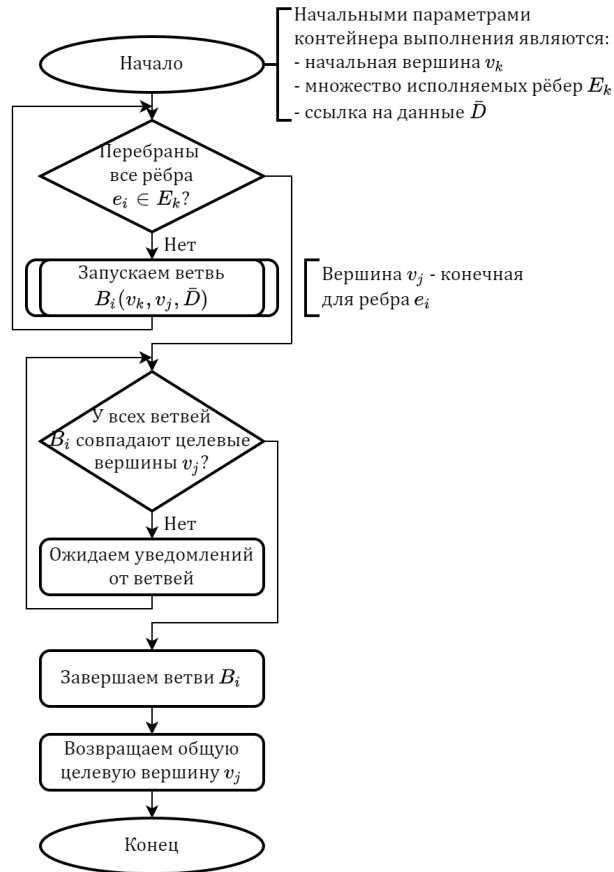 Начало
Начальными параметрами
контейнера выполнения являются:
- начальная вершина v_k
- множество исполняемых рёбер E_k
- ссылка на данные D̄
Перебраны
все рёбра
e_i ∈ E_k?
Нет
Запускаем ветвь
B_i(v_k, v_j, D̄)
Вершина v_j - конечная
для ребра e_i
У всех ветвей
B_i совпадают целевые
вершины v_j?
Нет
Ожидаем уведомлений
от ветвей
Завершаем ветви B_i
Возвращаем общую
целевую вершину v_j
Конец